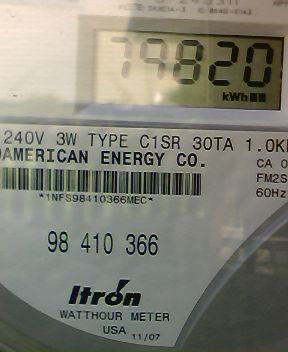 79820
kWh
240V 3W TYPE C1SR 30TA 1.0K
AMERICAN ENERGY CO.
CA 0
FM2S
60Hz
*1NFS98410366MEC*
98 410 366
Itron
WATTHOUR METER
USA 11/07